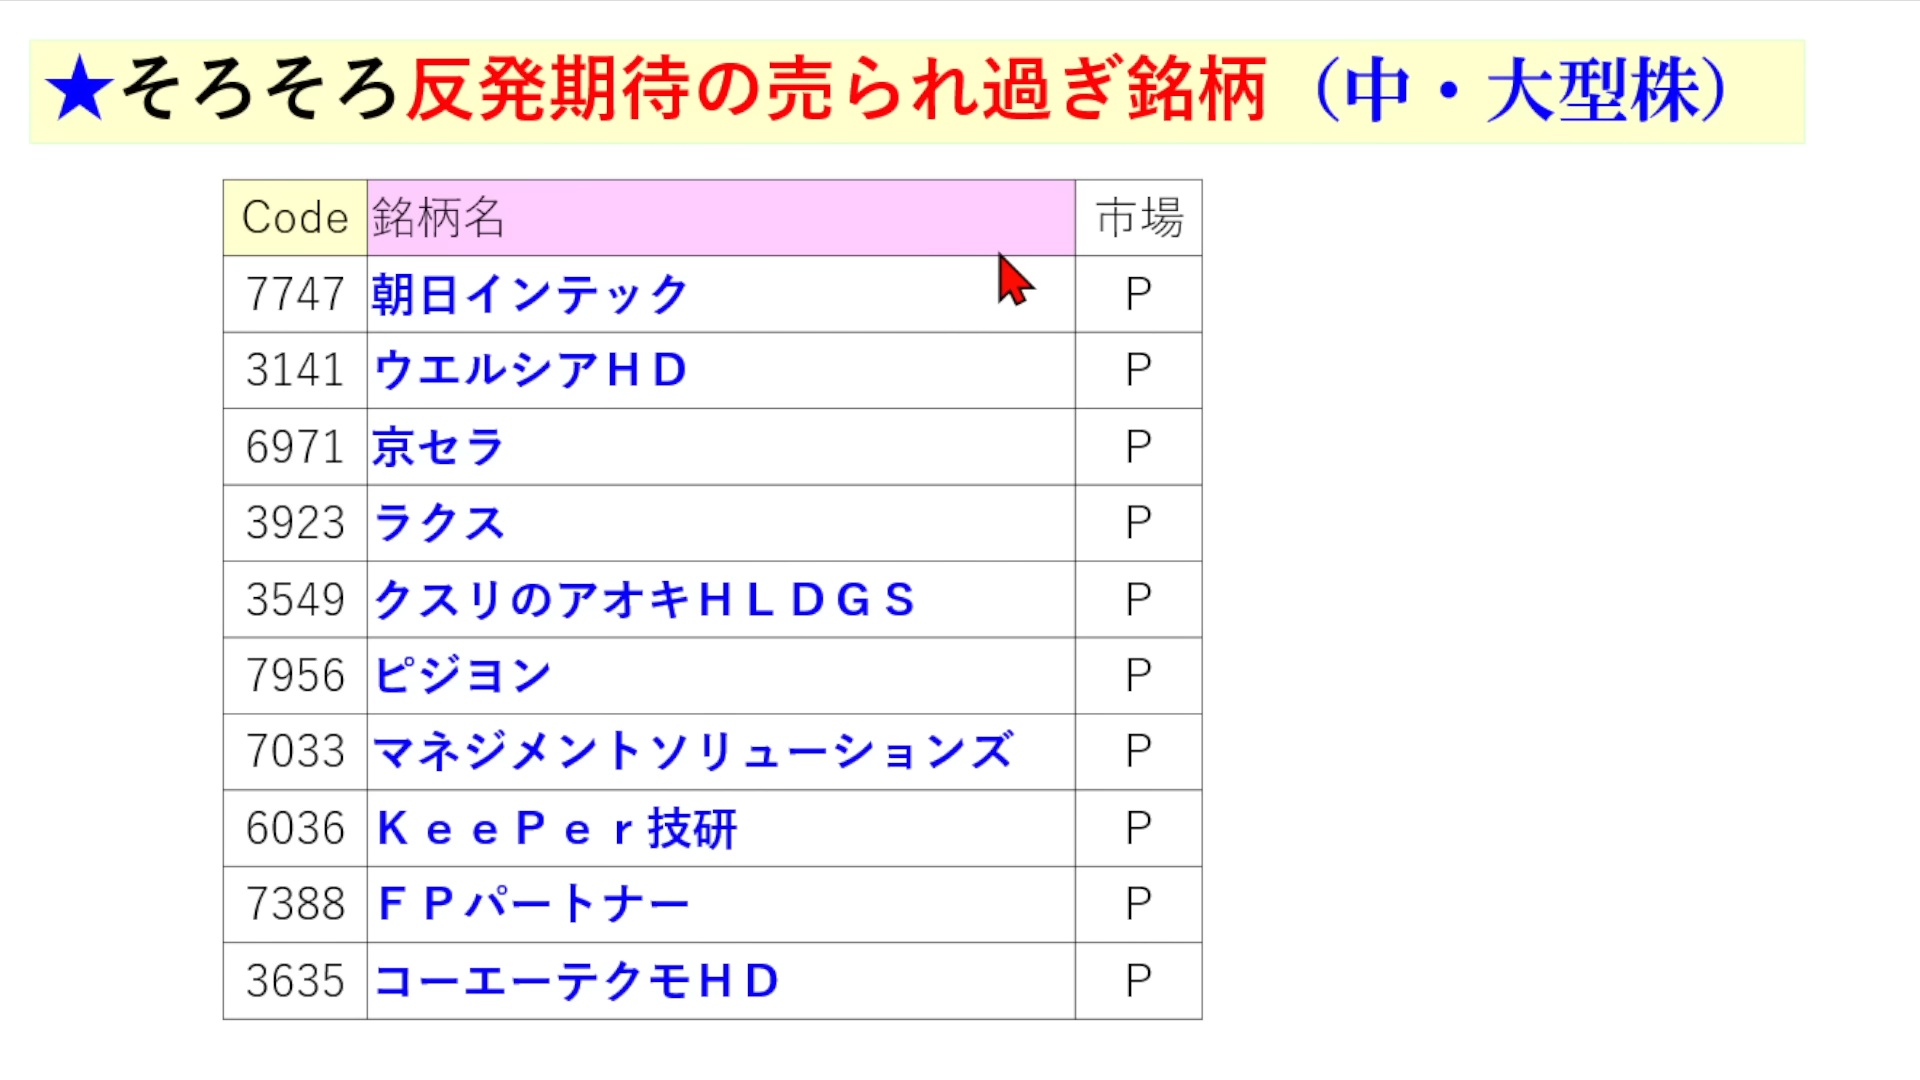 ★そろそろ反発期待の売られ過ぎ銘柄（中・大型株）
Code 銘柄名 市場
7747 朝日インテック P
3141 ウエルシアＨＤ P
6971 京セラ P
3923 ラクス P
3549 クスリのアオキＨＬＤＧＳ P
7956 ピジョン P
7033 マネジメントソリューションズ P
6036 ＫｅｅＰｅｒ技研 P
7388 ＦＰパートナー P
3635 コーエーテクモＨＤ P